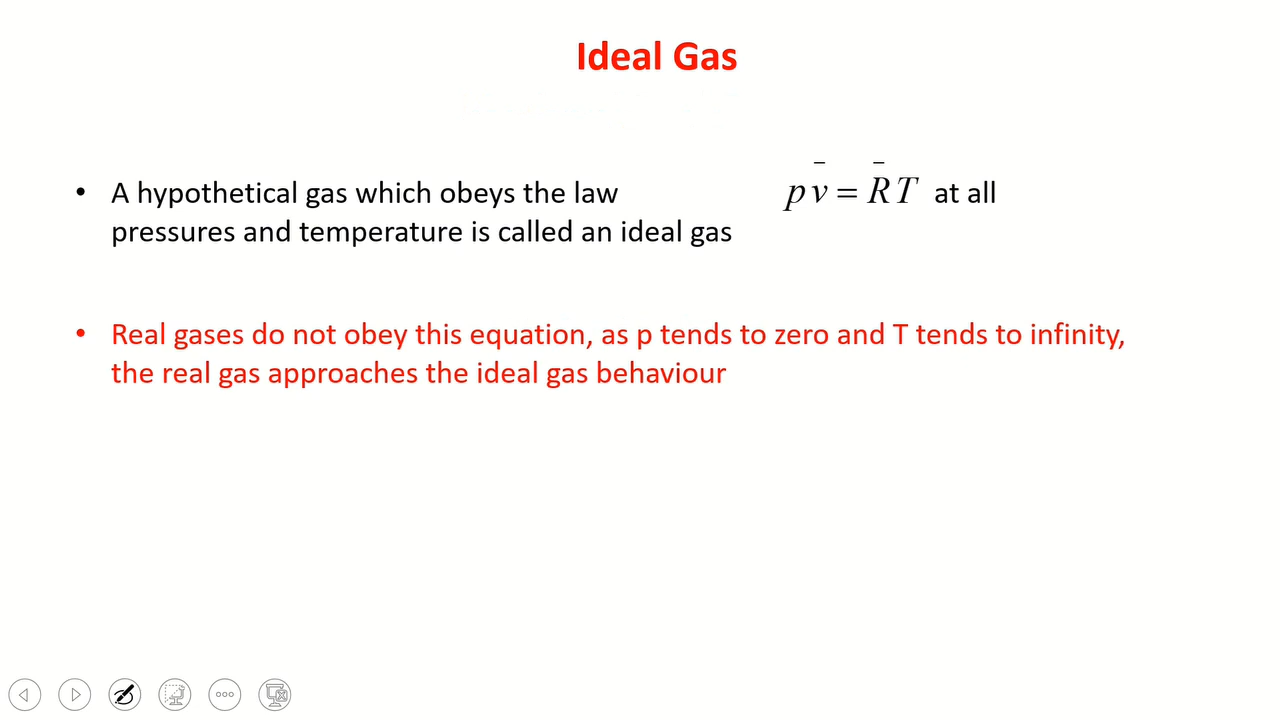 Ideal Gas
• A hypothetical gas which obeys the law p v̄ = R̄ T at all
pressures and temperature is called an ideal gas
• Real gases do not obey this equation, as p tends to zero and T tends to infinity,
the real gas approaches the ideal gas behaviour